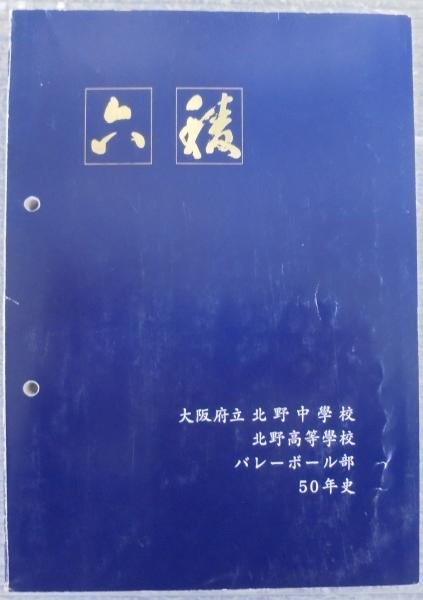 六稜
大阪府立北野中學校
北野高等學校
バレーボール部
50年史